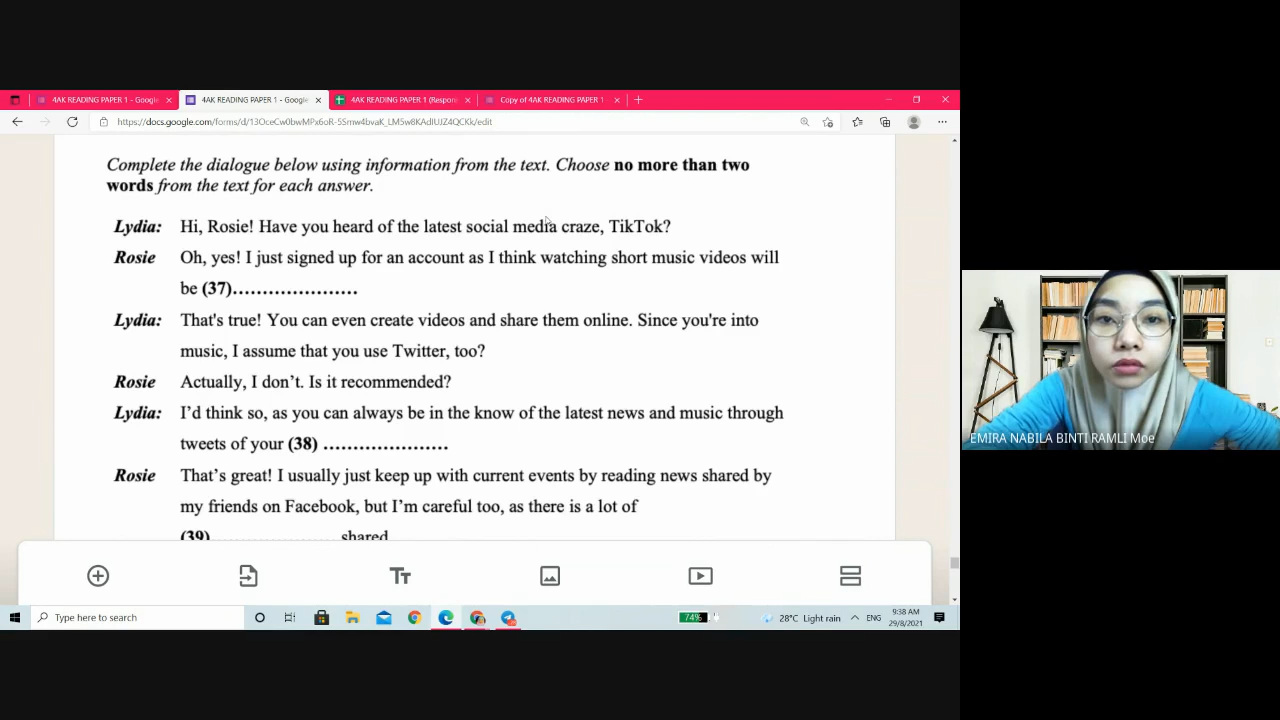 4AK READING PAPER 1 - Google
4AK READING PAPER 1 - Google
4AK READING PAPER 1 (Respon
Copy of 4AK READING PAPER 1
Complete the dialogue below using information from the text. Choose no more than two
words from the text for each answer.
Lydia: Hi, Rosie! Have you heard of the latest social media craze, TikTok?
Rosie Oh, yes! I just signed up for an account as I think watching short music videos will
be (37).....................
Lydia: That's true! You can even create videos and share them online. Since you're into
music, I assume that you use Twitter, too?
Rosie Actually, I don't. Is it recommended?
Lydia: I'd think so, as you can always be in the know of the latest news and music through
tweets of your (38) .....................
Rosie That's great! I usually just keep up with current events by reading news shared by
my friends on Facebook, but I'm careful too, as there is a lot of
(39)..................... shared
EMIRA NABILA BINTI RAMLI Moe
Tт
Type here to search
74%
28°C Light rain
ENG
9:38 AM
29/8/2021